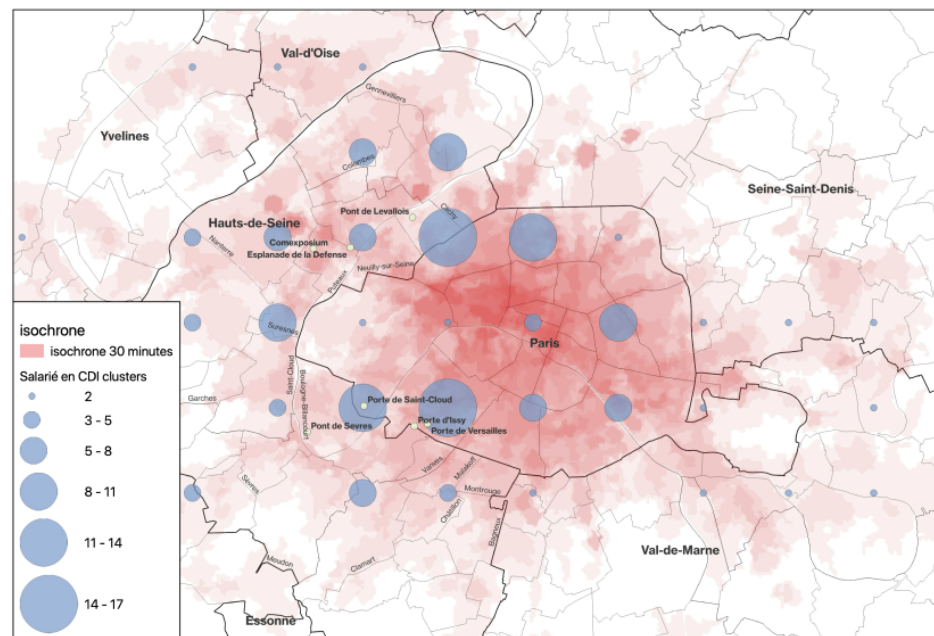 Val-d'Oise
Yvelines
Gennevilliers
Colombes
Seine-Saint-Denis
Pont de Levallois
Clichy
Hauts-de-Seine
Nanterre
Comexposium
Esplanade de la Defense
Neuilly-sur-Seine
Puteaux
Suresnes
Paris
Saint-Cloud
Boulogne-Billancourt
Garches
Porte de Saint-Cloud
Pont de Sevres
Porte d'Issy
Porte de Versailles
Vanves
Malakoff
Montrouge
Sèvres
Châtillon
Bagneux
Clamart
Meudon
Val-de-Marne
Essonne
isochrone
isochrone 30 minutes
Salarié en CDI clusters
2
3 - 5
5 - 8
8 - 11
11 - 14
14 - 17